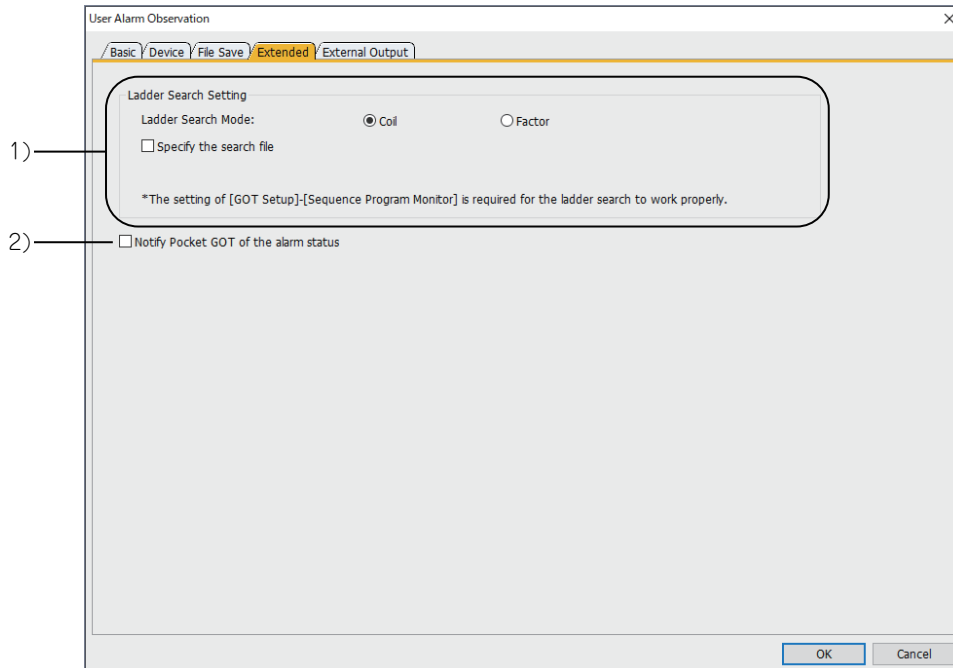 User Alarm Observation
Basic Device File Save Extended External Output
Ladder Search Setting
Ladder Search Mode: Coil Factor
1)
Specify the search file
*The setting of [GOT Setup]-[Sequence Program Monitor] is required for the ladder search to work properly.
2)
Notify Pocket GOT of the alarm status
OK Cancel